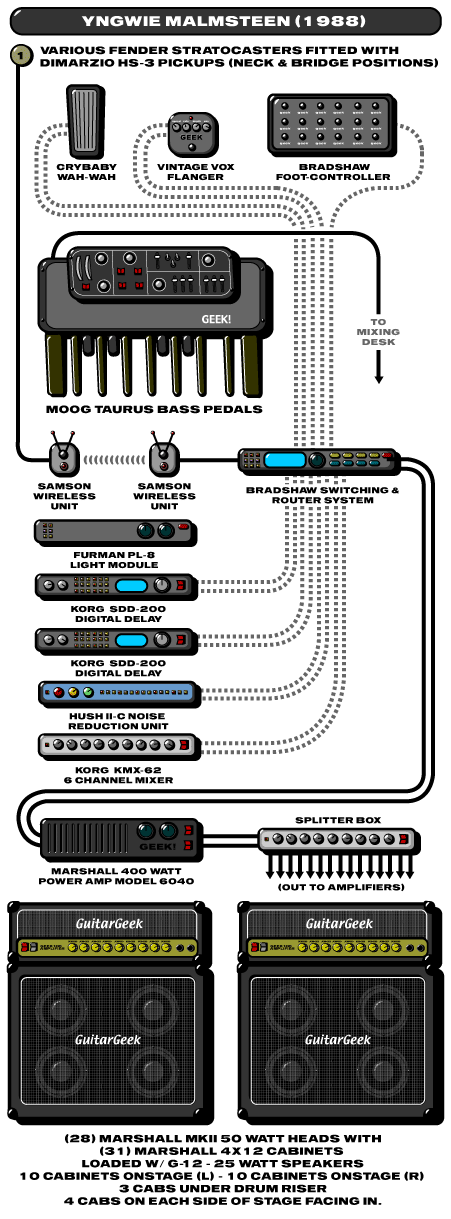 YNGWIE MALMSTEEN (1988)
1
VARIOUS FENDER STRATOCASTERS FITTED WITH
DIMARZIO HS-3 PICKUPS (NECK & BRIDGE POSITIONS)
GEEK
CRYBABY
WAH-WAH
VINTAGE VOX
FLANGER
BRADSHAW
FOOT-CONTROLLER
GEEK!
TO
MIXING
DESK
MOOG TAURUS BASS PEDALS
SAMSON
WIRELESS
UNIT
SAMSON
WIRELESS
UNIT
BRADSHAW SWITCHING &
ROUTER SYSTEM
FURMAN PL-8
LIGHT MODULE
KORG SDD-200
DIGITAL DELAY
KORG SDD-200
DIGITAL DELAY
HUSH II-C NOISE
REDUCTION UNIT
KORG KMX-62
6 CHANNEL MIXER
GEEK!
MARSHALL 400 WATT
POWER AMP MODEL 6040
SPLITTER BOX
(OUT TO AMPLIFIERS)
GuitarGeek
GuitarGeek
GuitarGeek
GuitarGeek
(28) MARSHALL MKII 50 WATT HEADS WITH
(31) MARSHALL 4X12 CABINETS
LOADED W/ G-12 - 25 WATT SPEAKERS
10 CABINETS ONSTAGE (L) - 10 CABINETS ONSTAGE (R)
3 CABS UNDER DRUM RISER
4 CABS ON EACH SIDE OF STAGE FACING IN.